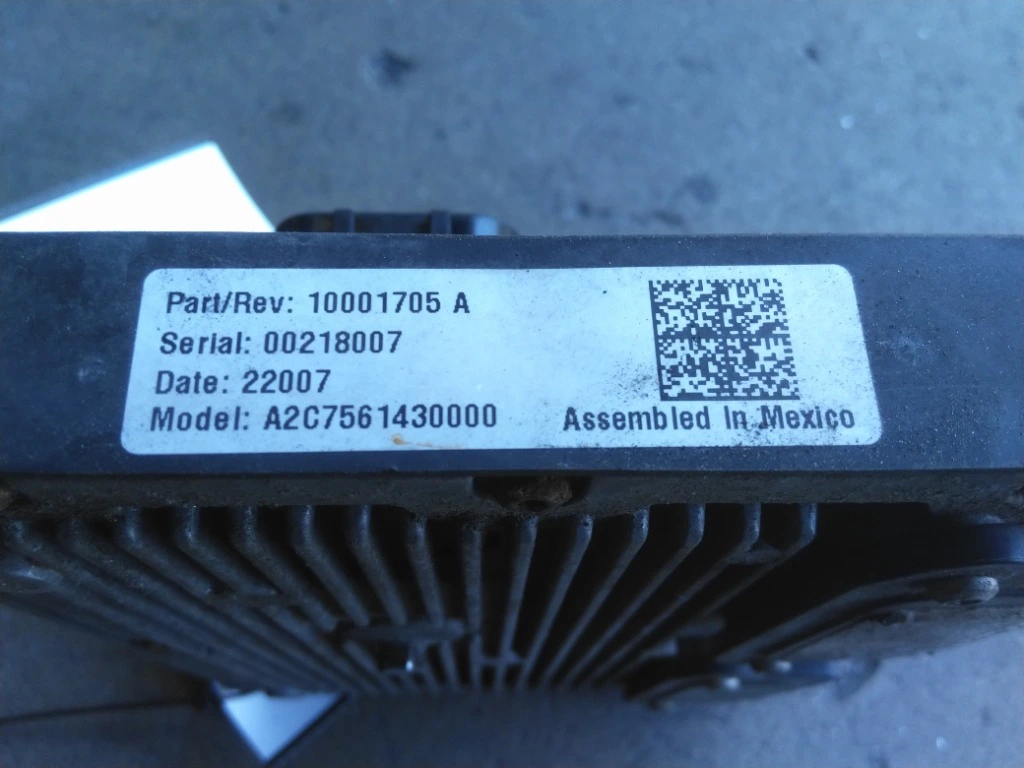 Part/Rev: 10001705 A
Serial: 00218007
Date: 22007
Model: A2C7561430000
Assembled In Mexico